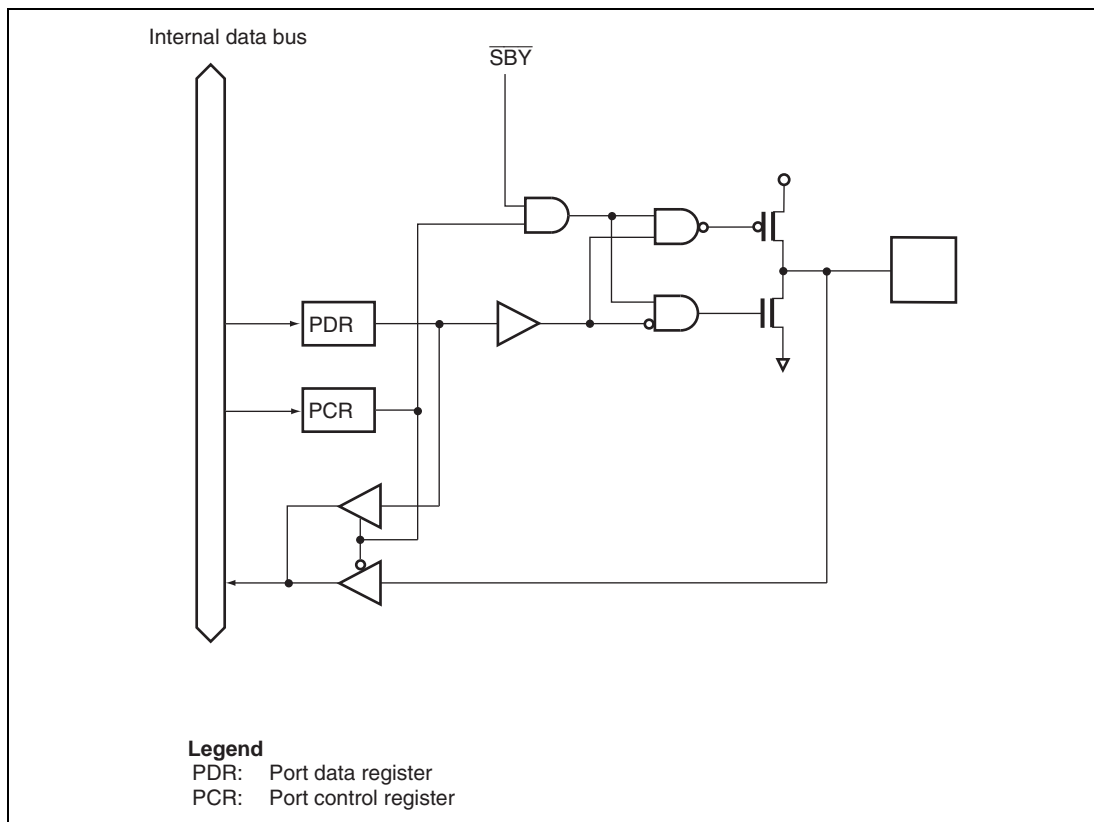 Internal data bus
SBY
PDR
PCR
Legend
PDR: Port data register
PCR: Port control register